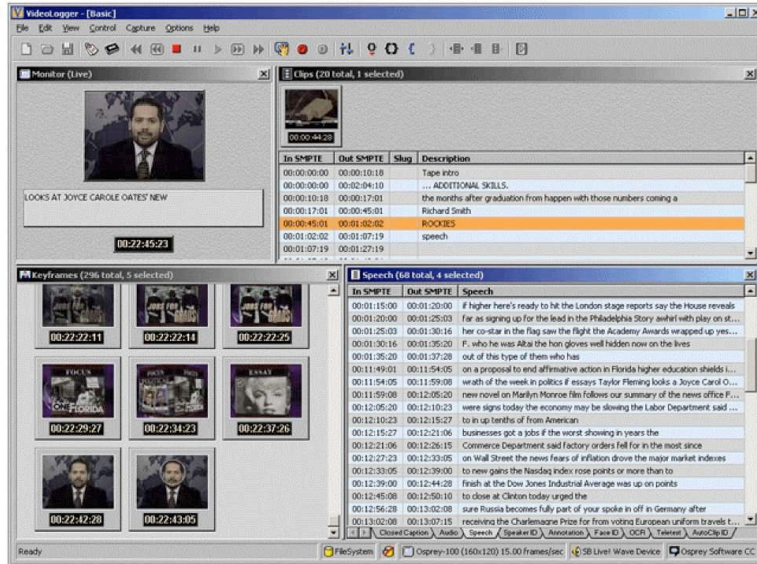 VideoLogger - [Basic]
File Edit View Control Capture Options Help
Monitor (Live)
LOOKS AT JOYCE CAROLE OATES' NEW
00:22:45:23
Clips (20 total, 1 selected)
00:00:44:28
In SMPTE Out SMPTE Slug Description
00:00:00:00 00:00:10:18 Tape intro
00:00:00:00 00:02:04:10 ... ADDITIONAL SKILLS.
00:00:10:18 00:00:17:01 the months after graduation from happen with those numbers coming a
00:00:17:01 00:00:45:01 Richard Smith
00:00:45:01 00:01:02:02 ROCKIES
00:01:02:02 00:01:07:19 speech
00:01:07:19 00:01:27:19
Keyframes (296 total, 5 selected)
JOBS FOR GRADS JOBS FOR GRADS JOBS FOR GRADS
00:22:22:11 00:22:22:14 00:22:22:25
FOCUS FOCUS FOCUS ESSAY
ONE FLORIDA
00:22:29:27 00:22:34:23 00:22:37:26
00:22:42:28 00:22:43:05
Speech (68 total, 4 selected)
In SMPTE Out SMPTE Speech
00:01:15:00 00:01:20:00 if higher here's ready to hit the London stage reports say the House reveals
00:01:20:00 00:01:25:03 far as signing up for the lead in the Philadelphia Story awhirl with play on st...
00:01:25:03 00:01:30:16 her co-star in the flag saw the flight the Academy Awards wrapped up yes...
00:01:30:16 00:01:35:20 F. who he was Altai the hon gloves well hidden now on the lives
00:01:35:20 00:01:37:28 out of this type of them who has
00:11:49:01 00:11:54:05 on a proposal to end affirmative action in Florida higher education shields i...
00:11:54:05 00:11:59:08 wrath of the week in politics if essays Taylor Fleming looks a Joyce Carol O...
00:11:59:08 00:12:05:20 new novel on Marilyn Monroe film follows our summary of the news office F...
00:12:05:20 00:12:10:23 were signs today the economy may be slowing the Labor Department said ...
00:12:10:23 00:12:15:27 to in up tenths of from American
00:12:15:27 00:12:21:06 businesses got a jobs if the worst showing in years the
00:12:21:06 00:12:26:15 Commerce Department said factory orders fell for in the most since
00:12:27:23 00:12:33:05 on Wall Street the news fears of inflation drove the major market indexes
00:12:33:05 00:12:39:00 to new gains the Nasdaq index rose points or more than to
00:12:39:00 00:12:44:28 finish at the Dow Jones Industrial Average was up on points
00:12:45:08 00:12:50:10 to close at Clinton today urged the
00:12:56:28 00:13:02:08 sure Russia becomes fully part of your spoke in off in Germany after
00:13:02:08 00:13:07:15 receiving the Charlemagne Prize for from voting European uniform travels t...
Closed Caption Audio Speech Speaker ID Annotation Face ID OCR Teletext AutoClip ID
Ready FileSystem Osprey-100 (160x120) 15.00 frames/sec SB Live! Wave Device Osprey Software CC